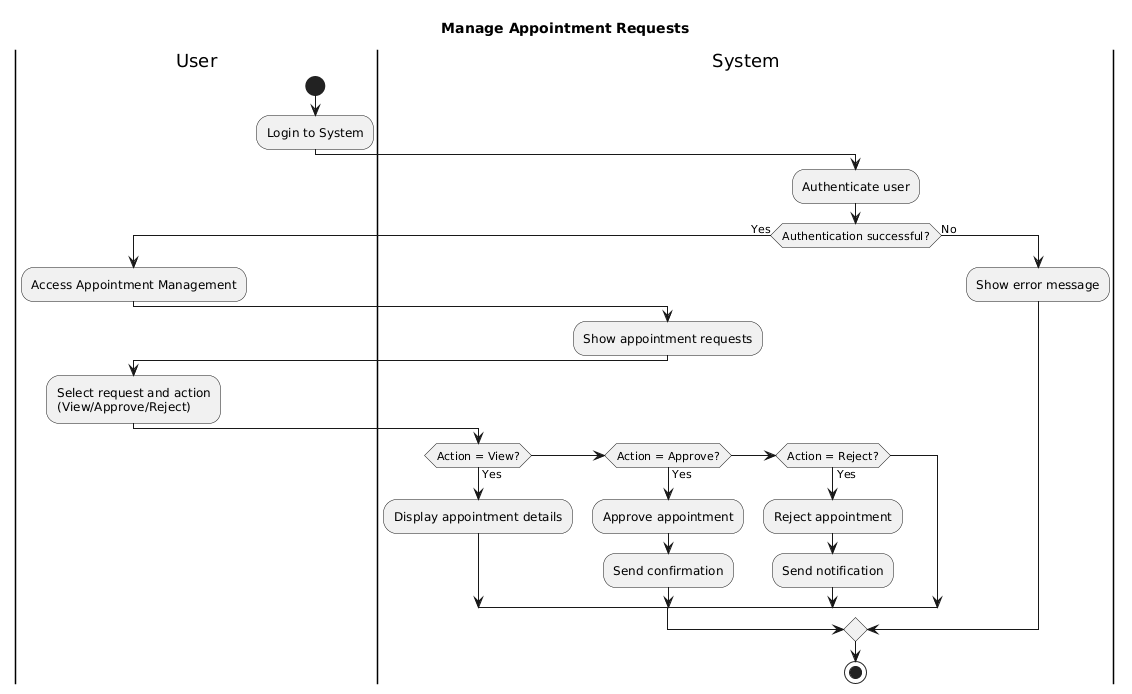 Manage Appointment Requests
User
System
Login to System
Authenticate user
Yes
Authentication successful?
No
Access Appointment Management
Show error message
Show appointment requests
Select request and action
(View/Approve/Reject)
Action = View?
Action = Approve?
Action = Reject?
Yes
Yes
Yes
Display appointment details
Approve appointment
Reject appointment
Send confirmation
Send notification